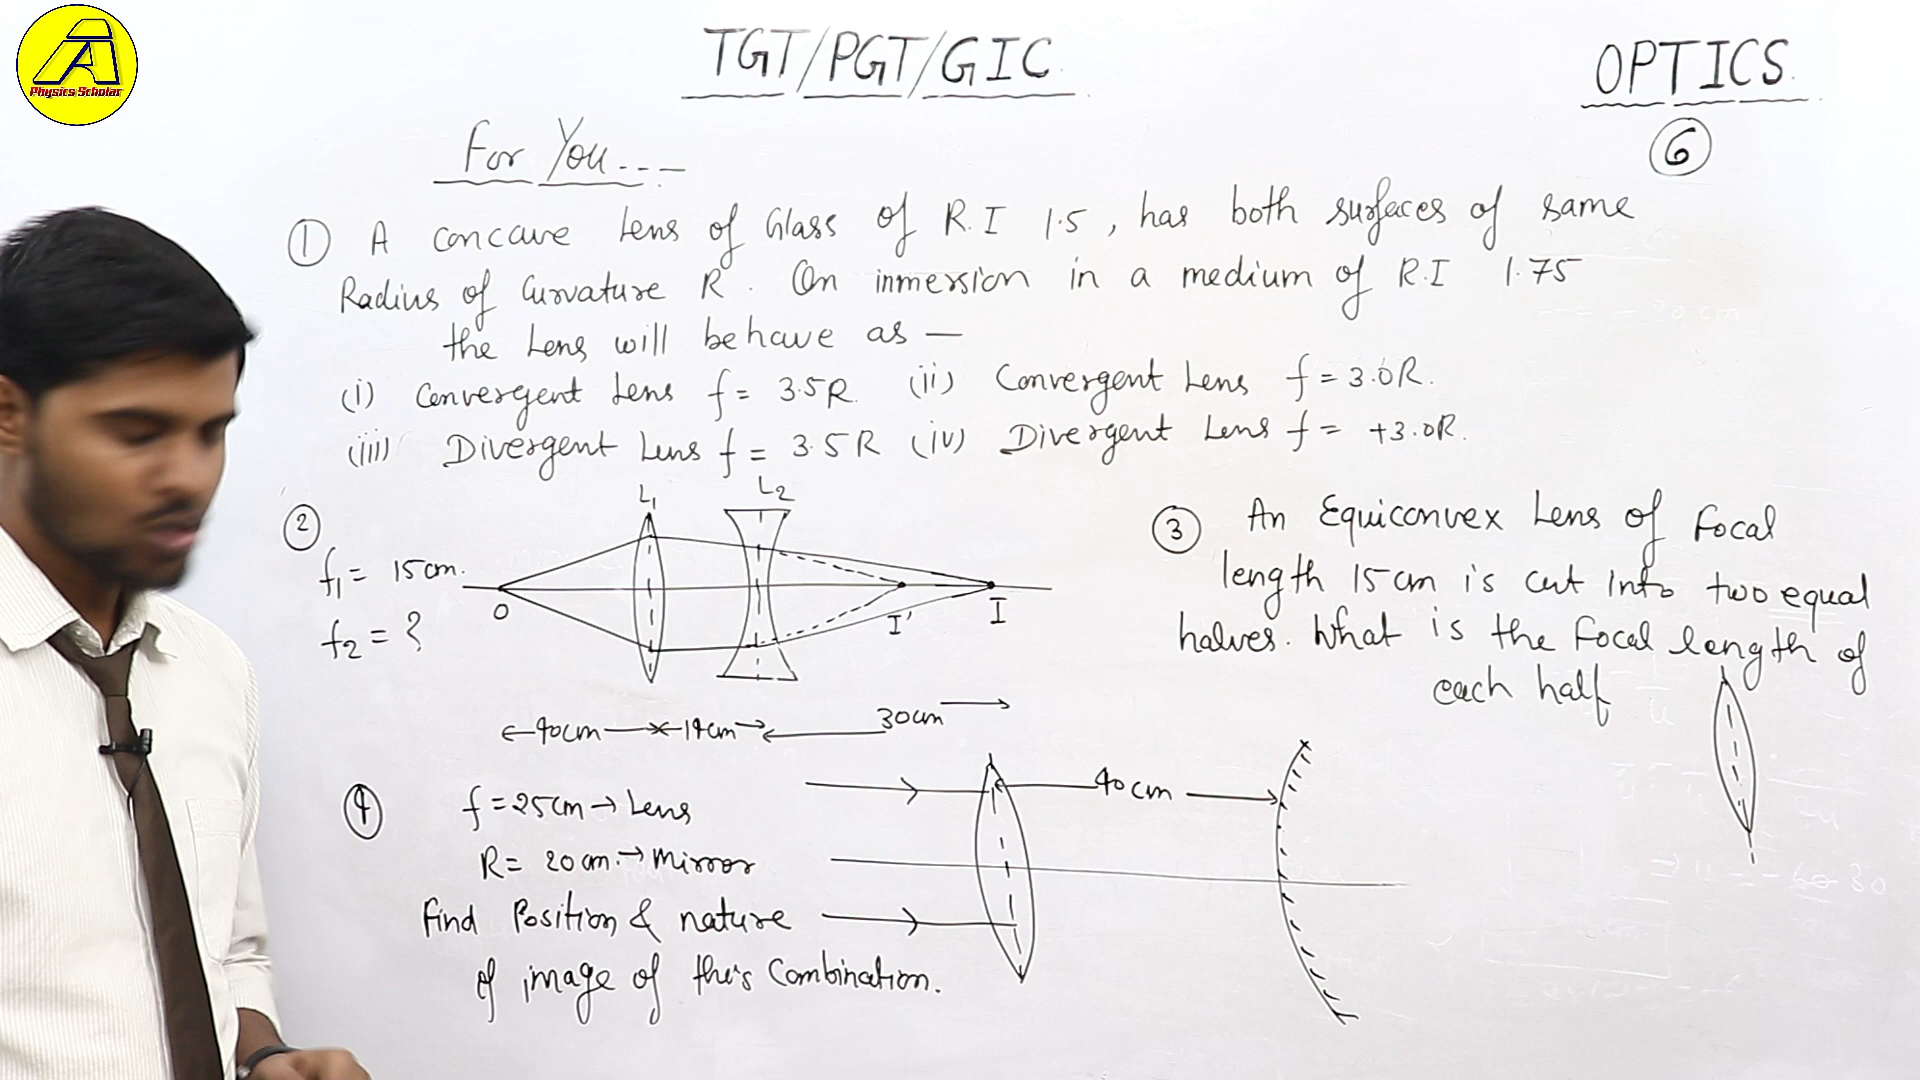 A
Physics Scholar
TGT/PGT/GIC
OPTICS
6
For You....
1 A concave Lens of Glass of R.I 1.5, has both surfaces of same
Radius of Curvature R. On inmersion in a medium of R.I 1.75
the Lens will behave as —
(i) Convergent Lens f = 3.5R (ii) Convergent Lens f = 3.0R.
(iii) Divergent Lens f = 3.5R (iv) Divergent Lens f = +3.0R.
2
f1 = 15cm.
f2 = ?
L1
L2
O
I'
I
40cm
14cm
30cm
3 An Equiconvex Lens of Focal
length 15cm is cut Into two equal
halves. What is the Focal length of
each half
4 f = 25cm → Lens
R = 20cm. → Mirror
Find Position & nature
of image of this Combination.
40cm